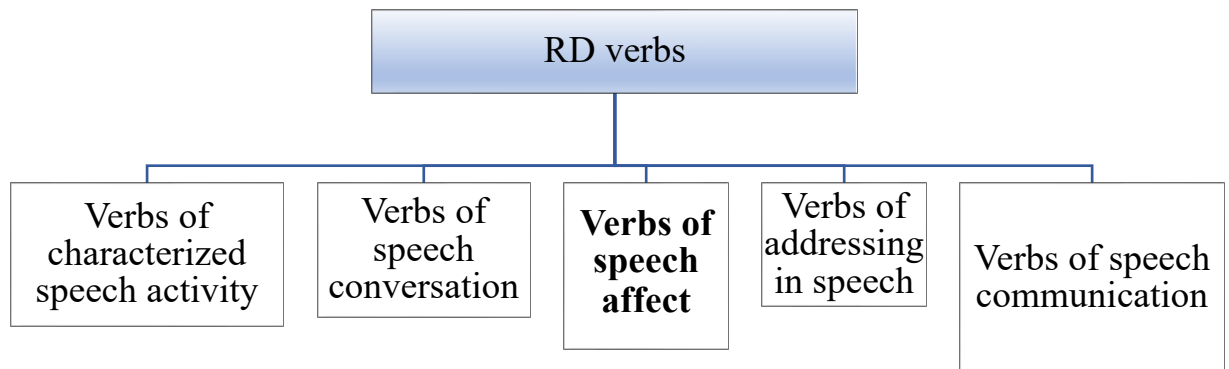 RD verbs
Verbs of
characterized
speech activity
Verbs of
speech
conversation
Verbs of
speech
affect
Verbs of
addressing
in speech
Verbs of speech
communication